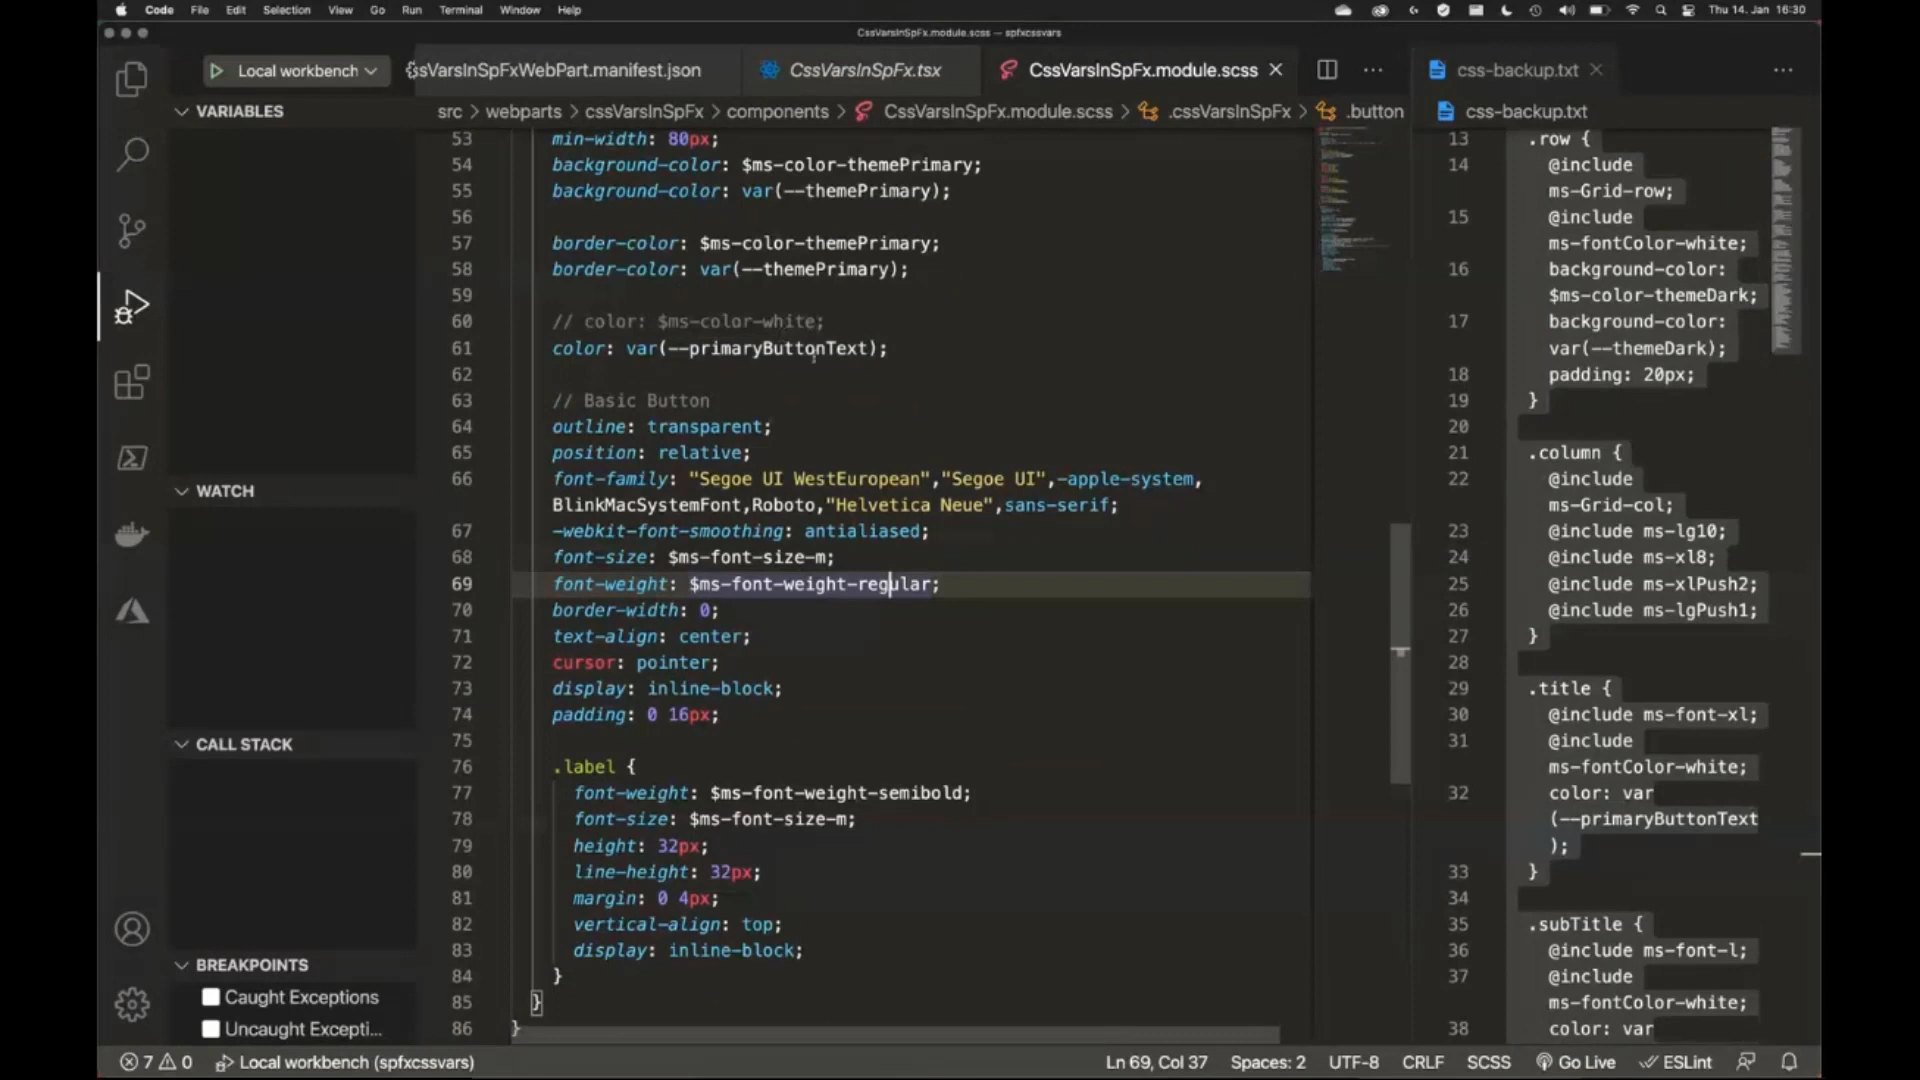 Code File Edit Selection View Go Run Terminal Window Help Thu 14. Jan 16:30
CssVarsInSpFx.module.scss — spfxcssvars
Local workbench
ssVarsInSpFxWebPart.manifest.json
CssVarsInSpFx.tsx
CssVarsInSpFx.module.scss
css-backup.txt
VARIABLES
src > webparts > cssVarsInSpFx > components > CssVarsInSpFx.module.scss > .cssVarsInSpFx > .button
css-backup.txt
WATCH
CALL STACK
BREAKPOINTS
Caught Exceptions
Uncaught Excepti...
53 min-width: 80px;
54 background-color: $ms-color-themePrimary;
55 background-color: var(--themePrimary);
56
57 border-color: $ms-color-themePrimary;
58 border-color: var(--themePrimary);
59
60 // color: $ms-color-white;
61 color: var(--primaryButtonText);
62
63 // Basic Button
64 outline: transparent;
65 position: relative;
66 font-family: "Segoe UI WestEuropean","Segoe UI",-apple-system,
BlinkMacSystemFont,Roboto,"Helvetica Neue",sans-serif;
67 -webkit-font-smoothing: antialiased;
68 font-size: $ms-font-size-m;
69 font-weight: $ms-font-weight-regular;
70 border-width: 0;
71 text-align: center;
72 cursor: pointer;
73 display: inline-block;
74 padding: 0 16px;
75
76 .label {
77 font-weight: $ms-font-weight-semibold;
78 font-size: $ms-font-size-m;
79 height: 32px;
80 line-height: 32px;
81 margin: 0 4px;
82 vertical-align: top;
83 display: inline-block;
84 }
85 }
86 }
13 .row {
14 @include
ms-Grid-row;
15 @include
ms-fontColor-white;
16 background-color:
$ms-color-themeDark;
17 background-color:
var(--themeDark);
18 padding: 20px;
19 }
20
21 .column {
22 @include
ms-Grid-col;
23 @include ms-lg10;
24 @include ms-xl8;
25 @include ms-xlPush2;
26 @include ms-lgPush1;
27 }
28
29 .title {
30 @include ms-font-xl;
31 @include
ms-fontColor-white;
32 color: var
(--primaryButtonText
);
33 }
34
35 .subTitle {
36 @include ms-font-l;
37 @include
ms-fontColor-white;
38 color: var
7 0 Local workbench (spfxcssvars) Ln 69, Col 37 Spaces: 2 UTF-8 CRLF SCSS Go Live ESLint